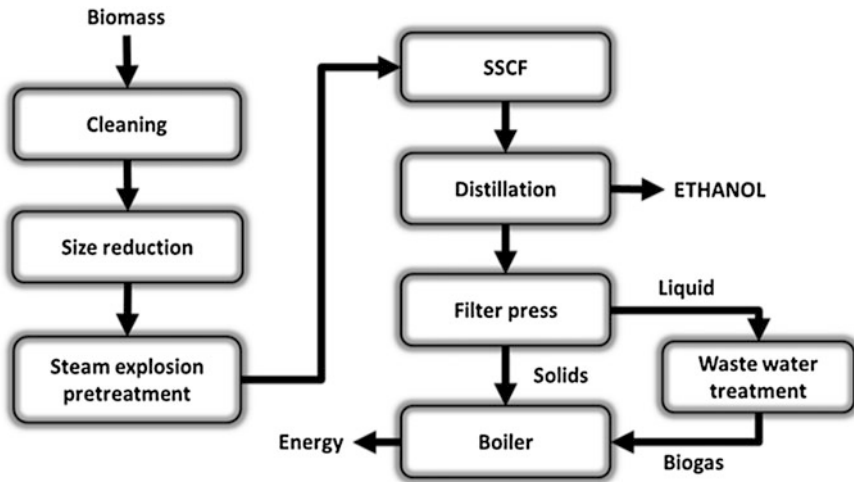 Biomass
Cleaning
Size reduction
Steam explosion
pretreatment
SSCF
Distillation
ETHANOL
Filter press
Liquid
Waste water
treatment
Solids
Boiler
Energy
Biogas